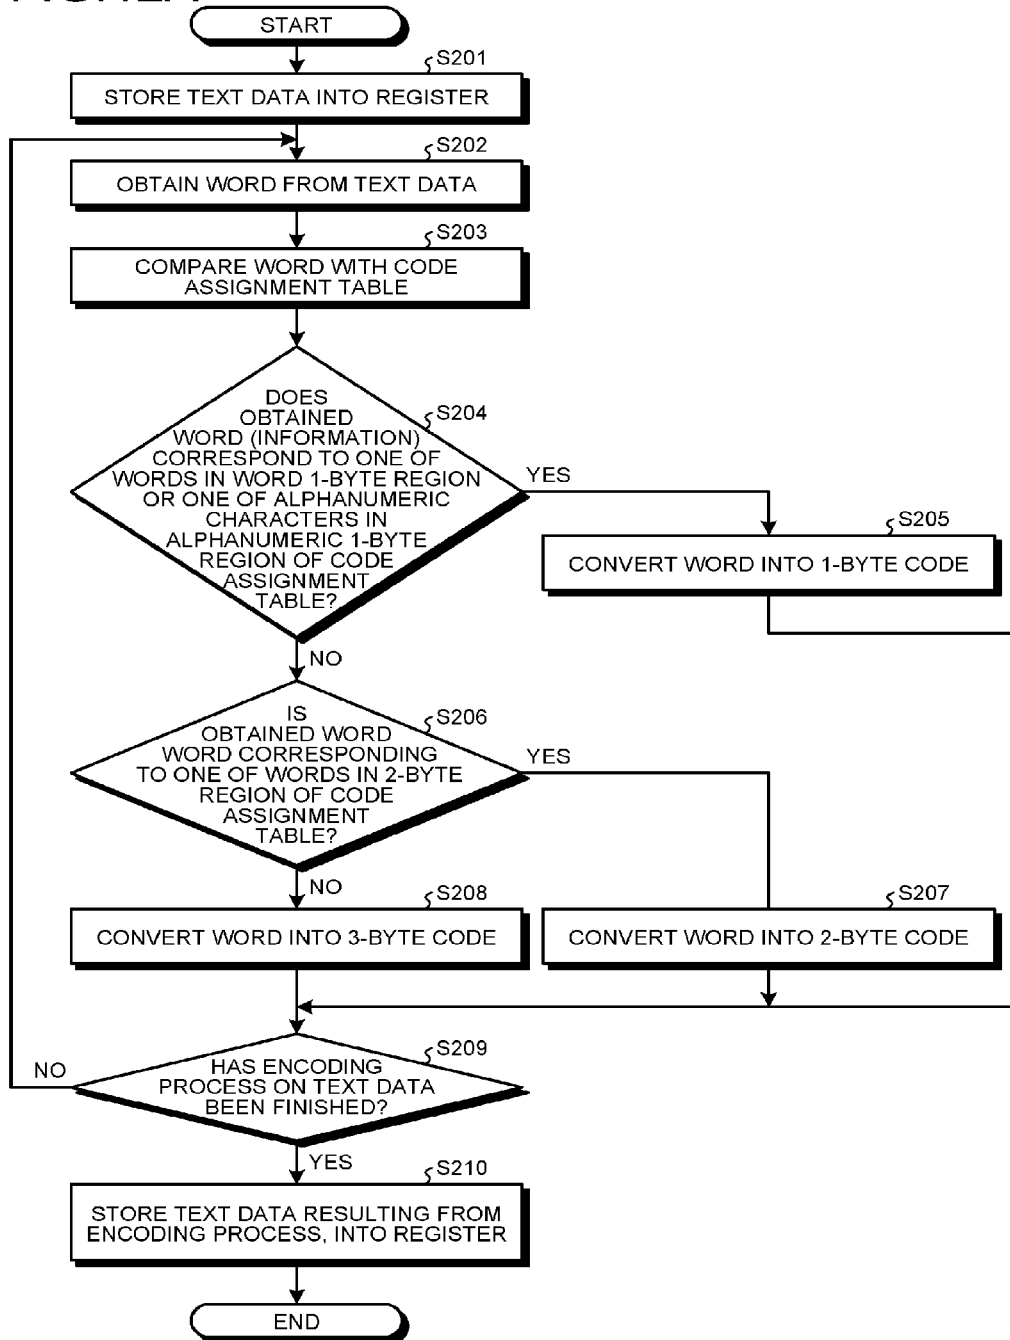 START
S201
STORE TEXT DATA INTO REGISTER
S202
OBTAIN WORD FROM TEXT DATA
S203
COMPARE WORD WITH CODE
ASSIGNMENT TABLE
S204
DOES
OBTAINED
WORD (INFORMATION)
CORRESPOND TO ONE OF
WORDS IN WORD 1-BYTE REGION
OR ONE OF ALPHANUMERIC
CHARACTERS IN
ALPHANUMERIC 1-BYTE
REGION OF CODE
ASSIGNMENT
TABLE?
YES
S205
CONVERT WORD INTO 1-BYTE CODE
NO
S206
IS
OBTAINED WORD
WORD CORRESPONDING
TO ONE OF WORDS IN 2-BYTE
REGION OF CODE
ASSIGNMENT
TABLE?
YES
NO
S208
CONVERT WORD INTO 3-BYTE CODE
S207
CONVERT WORD INTO 2-BYTE CODE
S209
HAS ENCODING
PROCESS ON TEXT DATA
BEEN FINISHED?
NO
YES
S210
STORE TEXT DATA RESULTING FROM
ENCODING PROCESS, INTO REGISTER
END